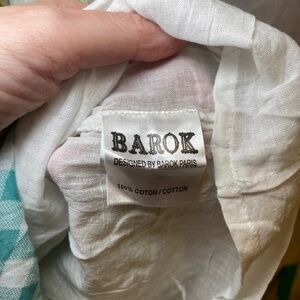 BAROK
DESIGNED BY BAROK PARIS
100% COTON / COTTON